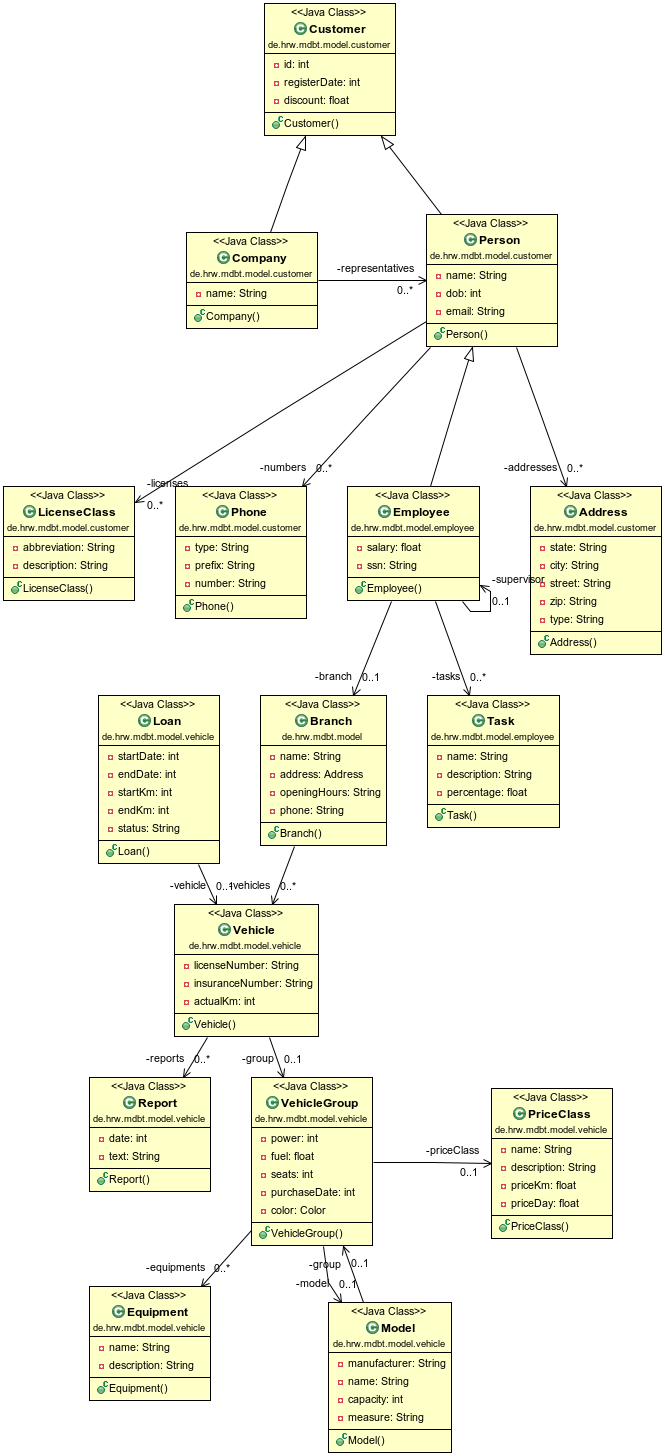 <<Java Class>>
Customer
de.hrw.mdbt.model.customer
id: int
registerDate: int
discount: float
Customer()
<<Java Class>>
Company
de.hrw.mdbt.model.customer
name: String
Company()
-representatives
0..*
<<Java Class>>
Person
de.hrw.mdbt.model.customer
name: String
dob: int
email: String
Person()
-licenses
0..*
-numbers
0..*
-addresses
0..*
<<Java Class>>
LicenseClass
de.hrw.mdbt.model.customer
abbreviation: String
description: String
LicenseClass()
<<Java Class>>
Phone
de.hrw.mdbt.model.customer
type: String
prefix: String
number: String
Phone()
<<Java Class>>
Employee
de.hrw.mdbt.model.employee
salary: float
ssn: String
Employee()
-supervisor
0..1
<<Java Class>>
Address
de.hrw.mdbt.model.customer
state: String
city: String
street: String
zip: String
type: String
Address()
-branch
0..1
-tasks
0..*
<<Java Class>>
Loan
de.hrw.mdbt.model.vehicle
startDate: int
endDate: int
startKm: int
endKm: int
status: String
Loan()
<<Java Class>>
Branch
de.hrw.mdbt.model
name: String
address: Address
openingHours: String
phone: String
Branch()
<<Java Class>>
Task
de.hrw.mdbt.model.employee
name: String
description: String
percentage: float
Task()
-vehicle
0..1
-vehicles
0..*
<<Java Class>>
Vehicle
de.hrw.mdbt.model.vehicle
licenseNumber: String
insuranceNumber: String
actualKm: int
Vehicle()
-reports
0..*
-group
0..1
<<Java Class>>
Report
de.hrw.mdbt.model.vehicle
date: int
text: String
Report()
<<Java Class>>
VehicleGroup
de.hrw.mdbt.model.vehicle
power: int
fuel: float
seats: int
purchaseDate: int
color: Color
VehicleGroup()
-priceClass
0..1
<<Java Class>>
PriceClass
de.hrw.mdbt.model.vehicle
name: String
description: String
priceKm: float
priceDay: float
PriceClass()
-equipments
0..*
-group
0..1
-model
0..1
<<Java Class>>
Equipment
de.hrw.mdbt.model.vehicle
name: String
description: String
Equipment()
<<Java Class>>
Model
de.hrw.mdbt.model.vehicle
manufacturer: String
name: String
capacity: int
measure: String
Model()